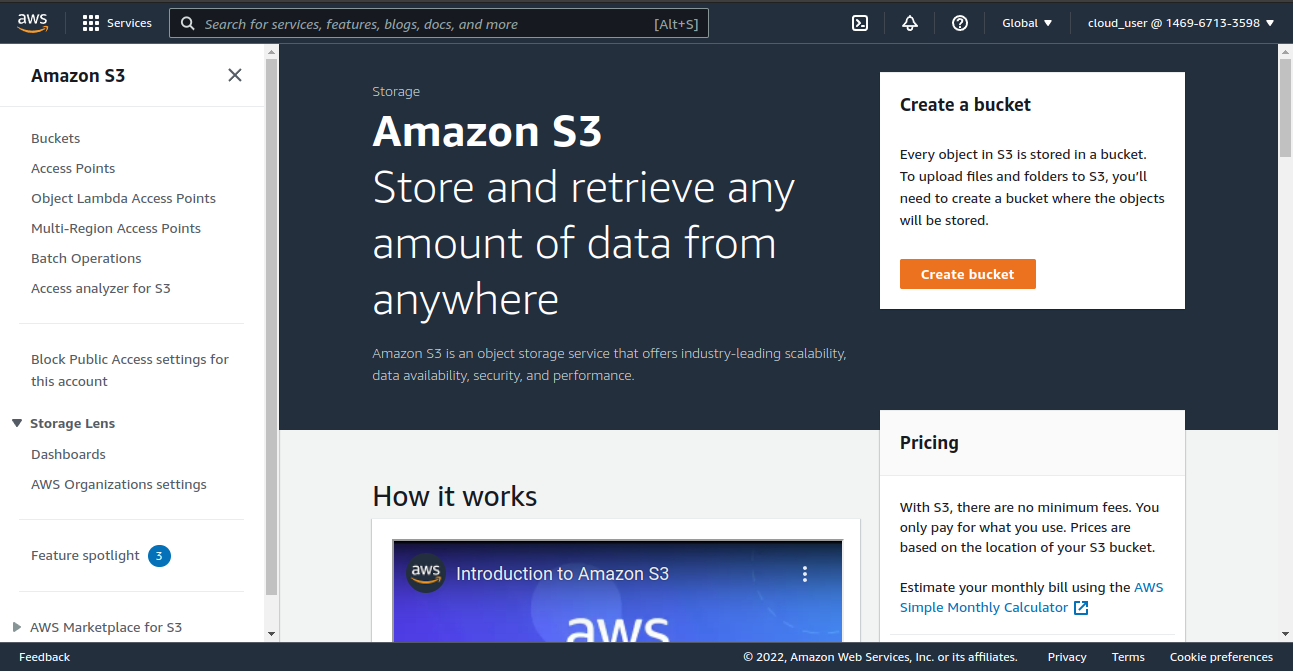 aws
Services
Search for services, features, blogs, docs, and more
[Alt+S]
Global
cloud_user @ 1469-6713-3598
Amazon S3
Buckets
Access Points
Object Lambda Access Points
Multi-Region Access Points
Batch Operations
Access analyzer for S3
Block Public Access settings for
this account
Storage Lens
Dashboards
AWS Organizations settings
Feature spotlight 3
AWS Marketplace for S3
Storage
Amazon S3
Store and retrieve any
amount of data from
anywhere
Amazon S3 is an object storage service that offers industry-leading scalability,
data availability, security, and performance.
Create a bucket
Every object in S3 is stored in a bucket.
To upload files and folders to S3, you’ll
need to create a bucket where the objects
will be stored.
Create bucket
How it works
aws
Introduction to Amazon S3
aws
Pricing
With S3, there are no minimum fees. You
only pay for what you use. Prices are
based on the location of your S3 bucket.
Estimate your monthly bill using the AWS
Simple Monthly Calculator
Feedback
© 2022, Amazon Web Services, Inc. or its affiliates.
Privacy
Terms
Cookie preferences